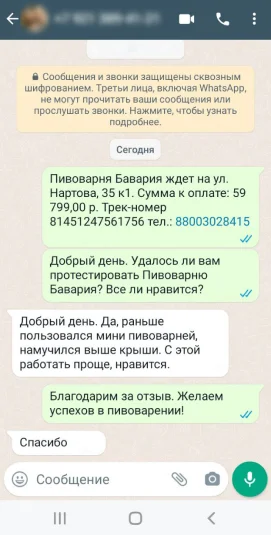 Сообщения и звонки защищены сквозным
шифрованием. Третьи лица, включая WhatsApp,
не могут прочитать ваши сообщения или
прослушать звонки. Нажмите, чтобы узнать
подробнее.
Сегодня
Пивоварня Бавария ждет на ул.
Нартова, 35 к1. Сумма к оплате: 59
799,00 р. Трек-номер
81451247561756 тел.: 88003028415
Добрый день. Удалось ли вам
протестировать Пивоварню
Бавария? Все ли нравится?
Добрый день. Да, раньше
пользовался мини пивоварней,
намучился выше крыши. С этой
работать проще, нравится.
Благодарим за отзыв. Желаем
успехов в пивоварении!
Спасибо
Сообщение